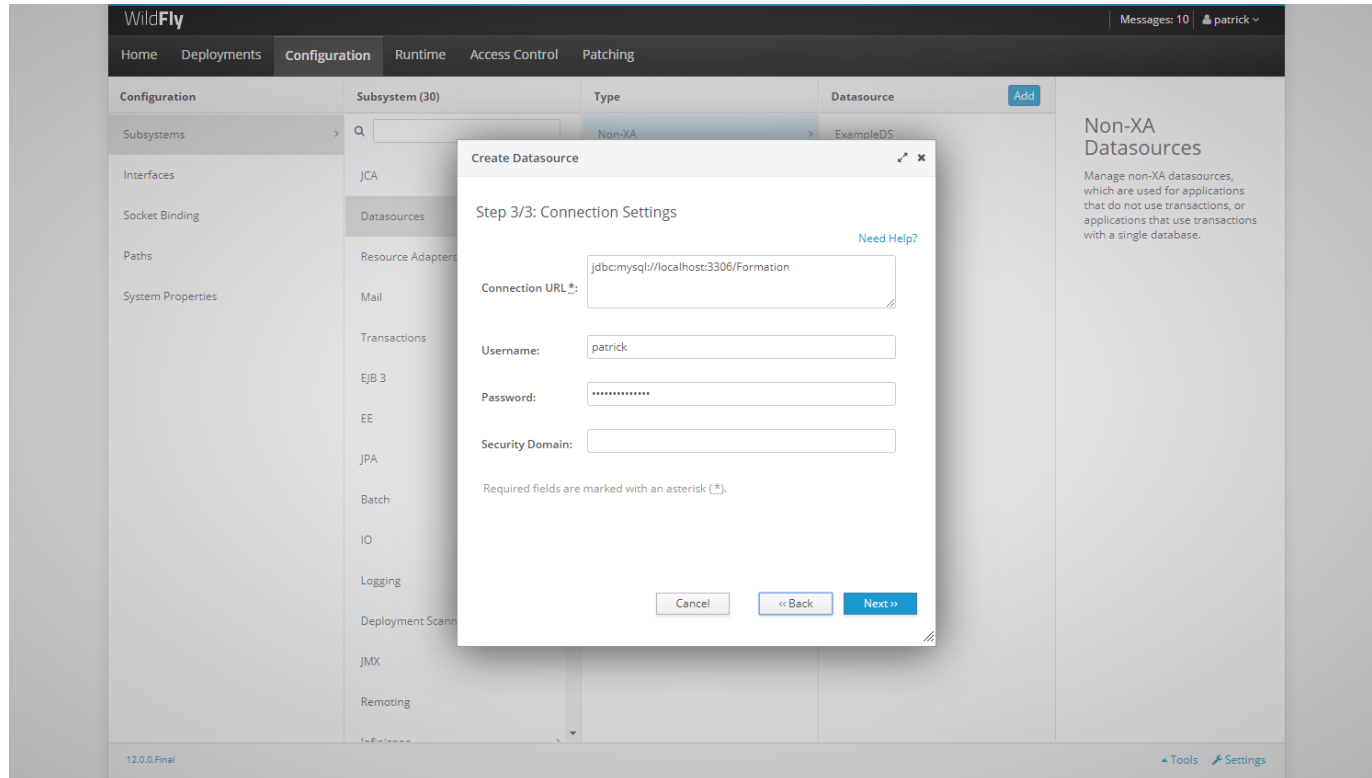 WildFly
Messages: 10 patrick
Home Deployments Configuration Runtime Access Control Patching
Configuration
Subsystems
Interfaces
Socket Binding
Paths
System Properties
Subsystem (30)
JCA
Datasources
Resource Adapters
Mail
Transactions
EJB 3
EE
JPA
Batch
IO
Logging
Deployment Scann
JMX
Remoting
Type
Non-XA
Datasource Add
ExampleDS
Non-XA
Datasources
Manage non-XA datasources,
which are used for applications
that do not use transactions, or
applications that use transactions
with a single database.
Create Datasource
Step 3/3: Connection Settings
Need Help?
Connection URL*: jdbc:mysql://localhost:3306/Formation
Username: patrick
Password: ••••••••••••••
Security Domain:
Required fields are marked with an asterisk (*).
Cancel ‹‹ Back Next ››
12.0.0.Final
Tools Settings